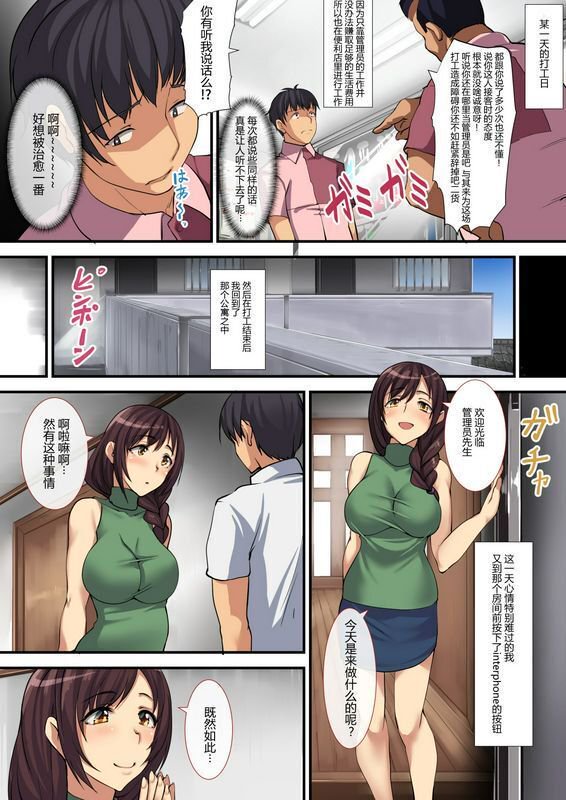 某一天的打工日
都跟你说了多少次也还不懂!
说你这人接客时的态度
根本就没啥诚意呀!
听说你还在哪里当管理员是吧 与其来为这场
打工造成障碍你还不如赶紧辞掉吧二货
ガミガミ
因为只靠管理员的工作并
没办法赚取足够的生活费用
所以也在便利店里进行工作
每次都说些同样的话
真是让人听不下去了呢…
你有听我说话么!?
啊啊~~~~~
好想被治愈一番
はぁ~~
然后在打工结束后
我回到了
那个公寓之中
ピンポーン
ガチャ
欢迎光临
管理员先生
这一天心情特别难过的我
又到那个房间前按下了interphone的按钮
今天是来做什么的呢?
啊啦嘛啊…
然有这种事情
既然如此…